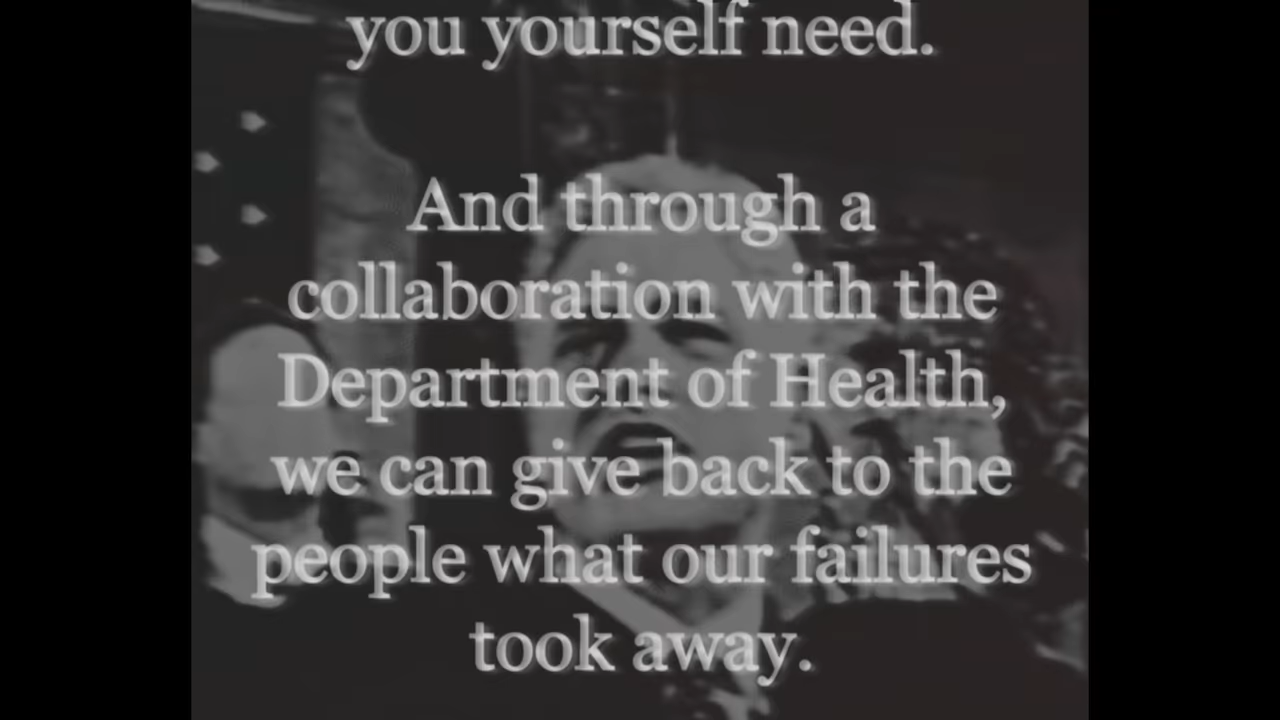 you yourself need.
And through a
collaboration with the
Department of Health,
we can give back to the
people what our failures
took away.